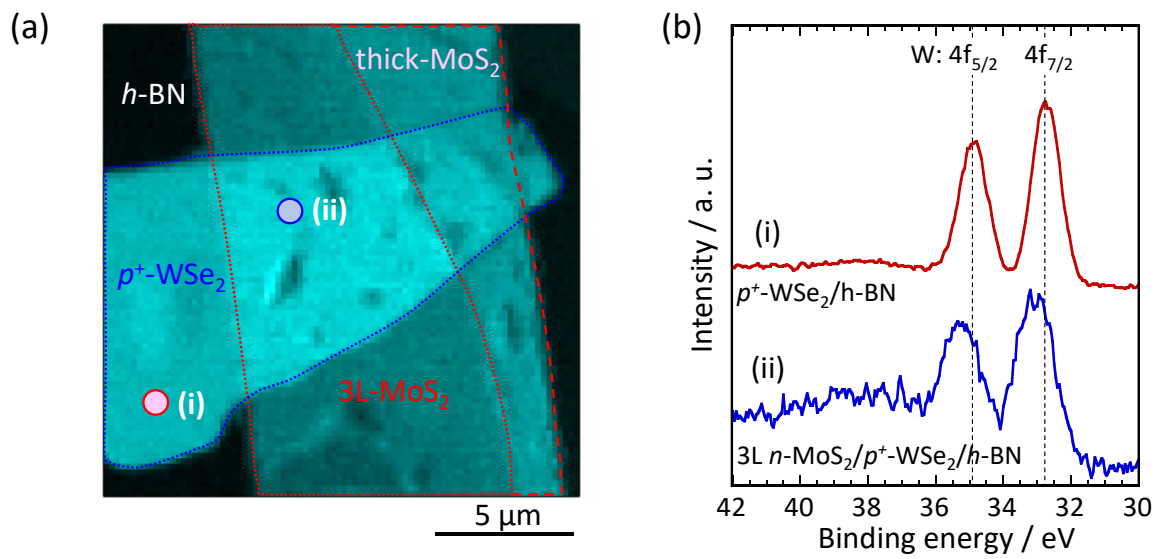 (a)
h-BN
thick-MoS₂
(ii)
p⁺-WSe₂
(i)
3L-MoS₂
5 µm
(b)
W: 4f₅/₂ 4f₇/₂
(i)
p⁺-WSe₂/h-BN
(ii)
3L n-MoS₂/p⁺-WSe₂/h-BN
Intensity / a. u.
42 40 38 36 34 32 30
Binding energy / eV